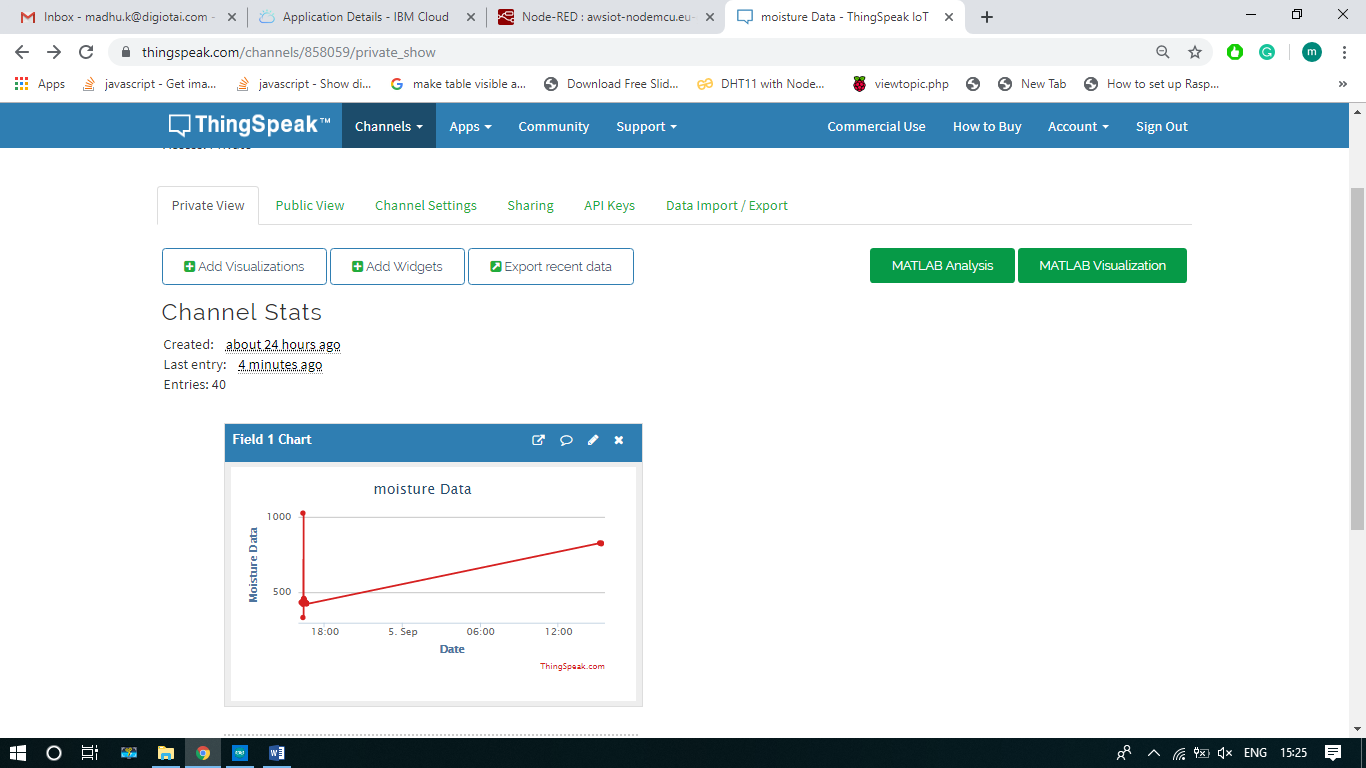 Inbox - madhu.k@digiotai.com -
Application Details - IBM Cloud
Node-RED : awsiot-nodemcu.eu-
moisture Data - ThingSpeak IoT
thingspeak.com/channels/858059/private_show
m
Apps
javascript - Get ima...
javascript - Show di...
make table visible a...
Download Free Slid...
DHT11 with Node...
viewtopic.php
New Tab
How to set up Rasp...
»
ThingSpeak™
Channels
Apps
Community
Support
Commercial Use
How to Buy
Account
Sign Out
Private View
Public View
Channel Settings
Sharing
API Keys
Data Import / Export
Add Visualizations
Add Widgets
Export recent data
MATLAB Analysis
MATLAB Visualization
Channel Stats
Created: about 24 hours ago
Last entry: 4 minutes ago
Entries: 40
Field 1 Chart
moisture Data
Moisture Data
1000
500
18:00
5. Sep
06:00
12:00
Date
ThingSpeak.com
ENG
15:25